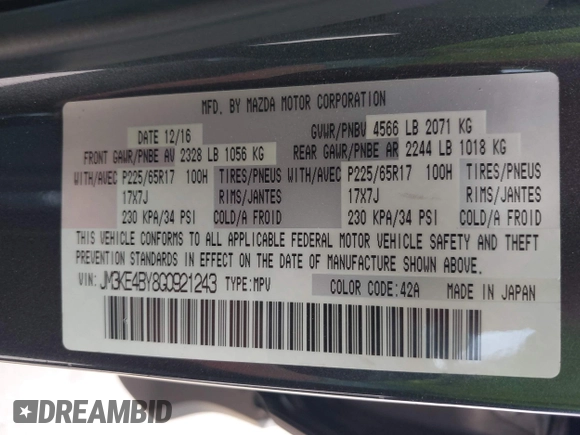 MFD. BY MAZDA MOTOR CORPORATION
DATE 12/16 GVWR/PNBV 4566 LB 2071 KG
FRONT GAWR/PNBE AV 2328 LB 1056 KG REAR GAWR/PNBE AR 2244 LB 1018 KG
WITH/AVEC P225/65R17 100H TIRES/PNEUS WITH/AVEC P225/65R17 100H TIRES/PNEUS
17X7J RIMS/JANTES 17X7J RIMS/JANTES
230 KPA/34 PSI COLD/A FROID 230 KPA/34 PSI COLD/A FROID
THIS VEHICLE CONFORMS TO ALL APPLICABLE FEDERAL MOTOR VEHICLE SAFETY AND THEFT
PREVENTION STANDARDS IN EFFECT ON THE DATE OF MANUFACTURE SHOWN ABOVE.
VIN: JM3KE4BY8G0921243 TYPE: MPV COLOR CODE: 42A MADE IN JAPAN
DREAMBID